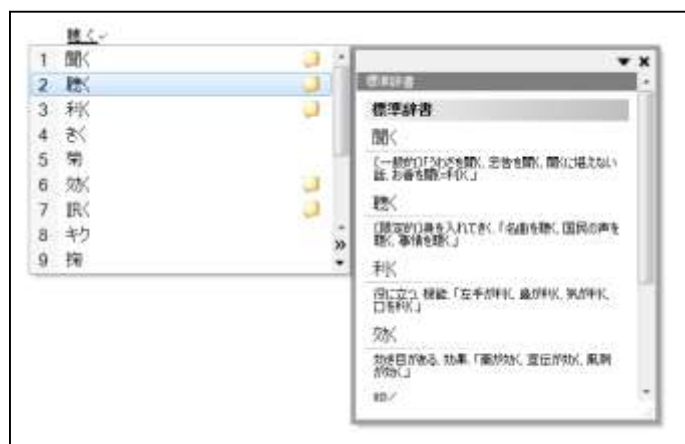 聴く
1 聞く
2 聴く
3 利く
4 きく
5 菊
6 効く
7 訊く
8 キク
9 掬
標準辞書
標準辞書
聞く
(一般的)「うわさを聞く、忠告を聞く、聞くに堪えない
話、お香を聞く=利く。」
聴く
(限定的)身を入れてきく。「名曲を聴く、国民の声を
聴く、事情を聴く。」
利く
役に立つ。機能。「左手が利く、鼻が利く、気が利く、
口を利く。」
効く
効き目がある。効果。「薬が効く、宣伝が効く、風刺
が効く。」